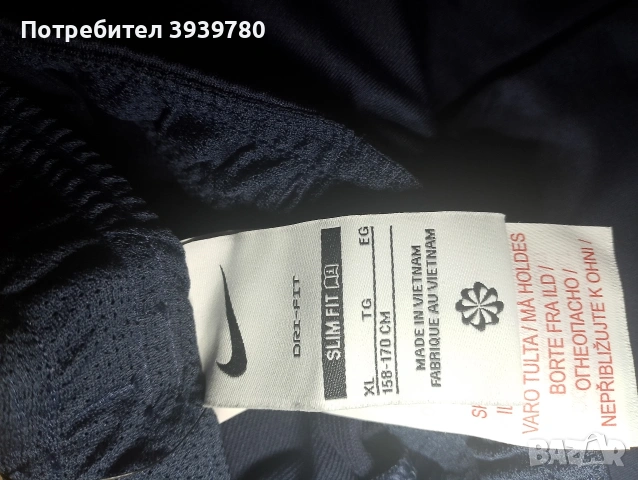 Потребител 3939780
DRI-FIT
SLIM FIT
XL TG EG
158-170 CM
MADE IN VIETNAM
FABRIQUE AU VIETNAM
VARO TULTA / MÅ HOLDES
BORTE FRA ILD /
ОТНЕОПАСНО /
NEPŘIBLIŽUJTE K OHNI /
BAZAR